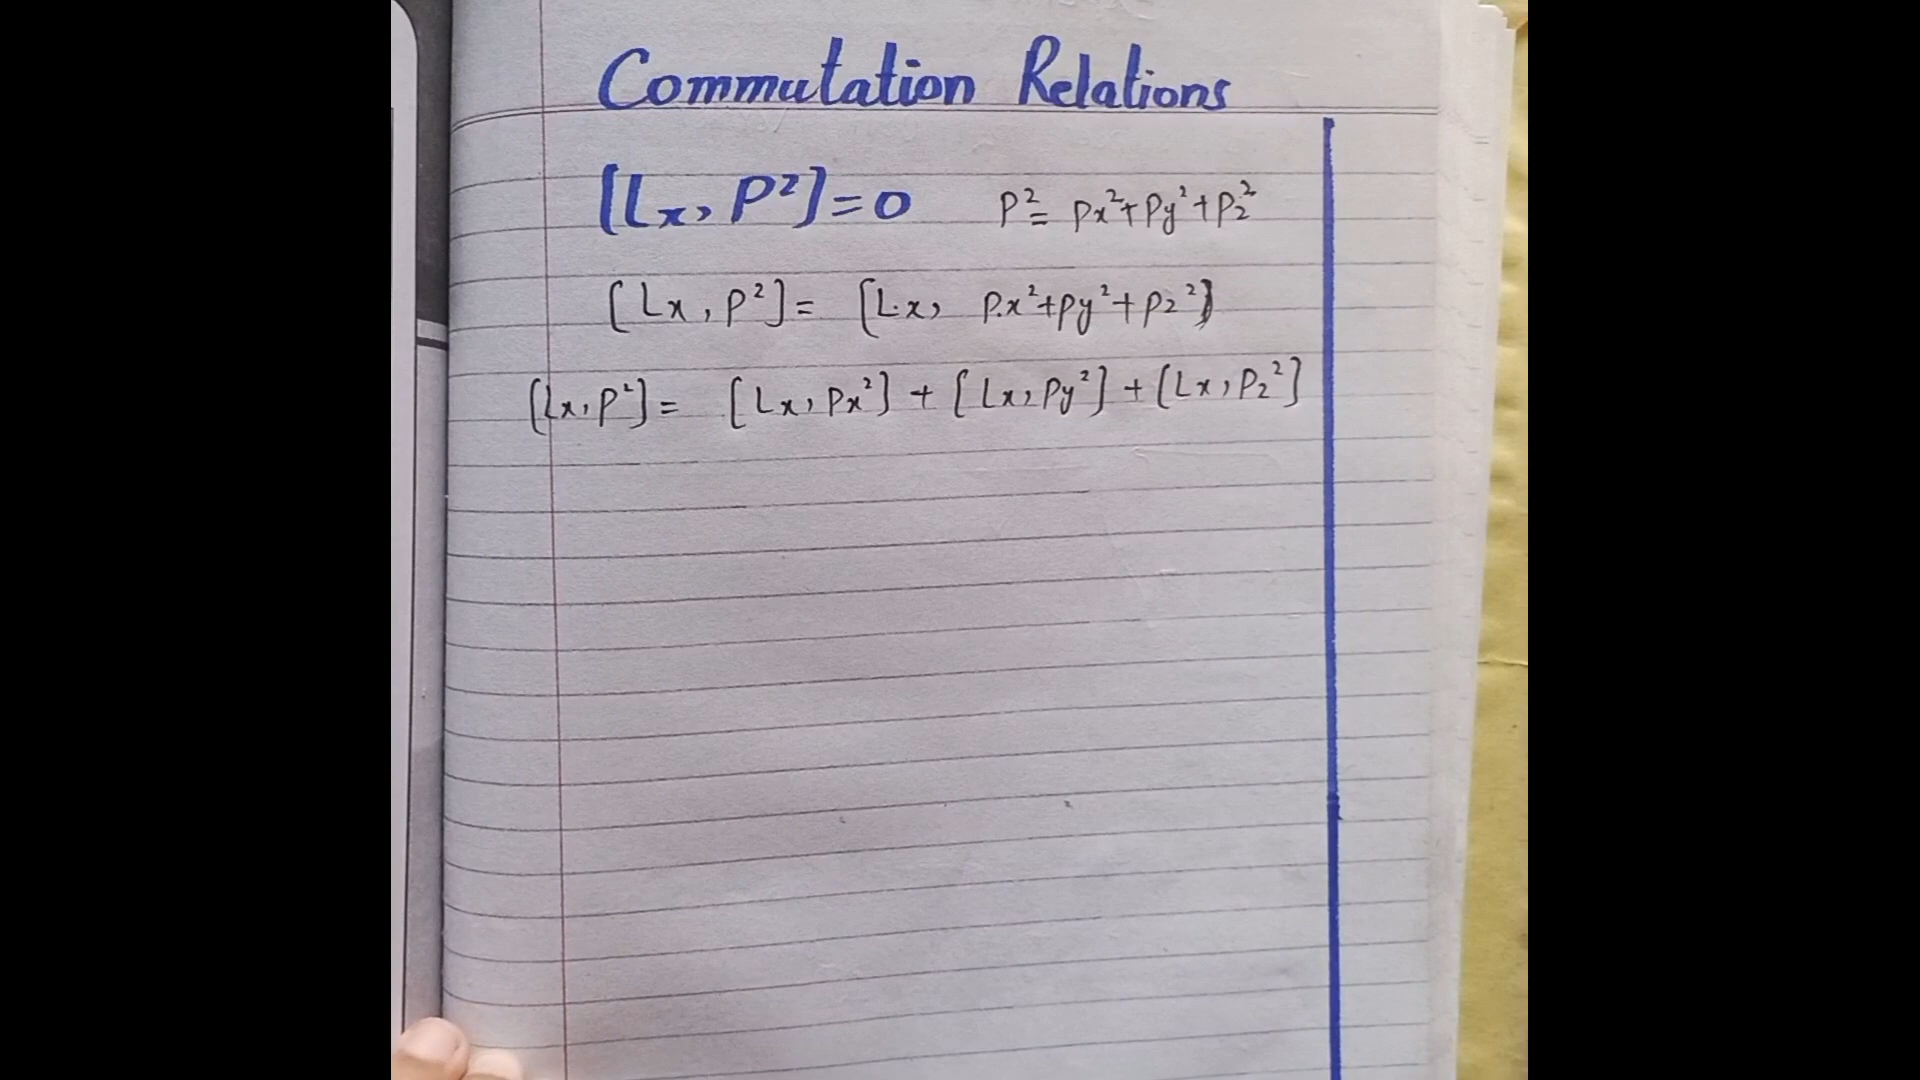 Commutation Relations
[Lx, P²]=0 P²= Px²+Py²+Pz²
[Lx, P²]= [Lx, Px²+Py²+Pz²]
[Lx,P²]= [Lx, Px²] + [Lx, Py²] + [Lx, Pz²]